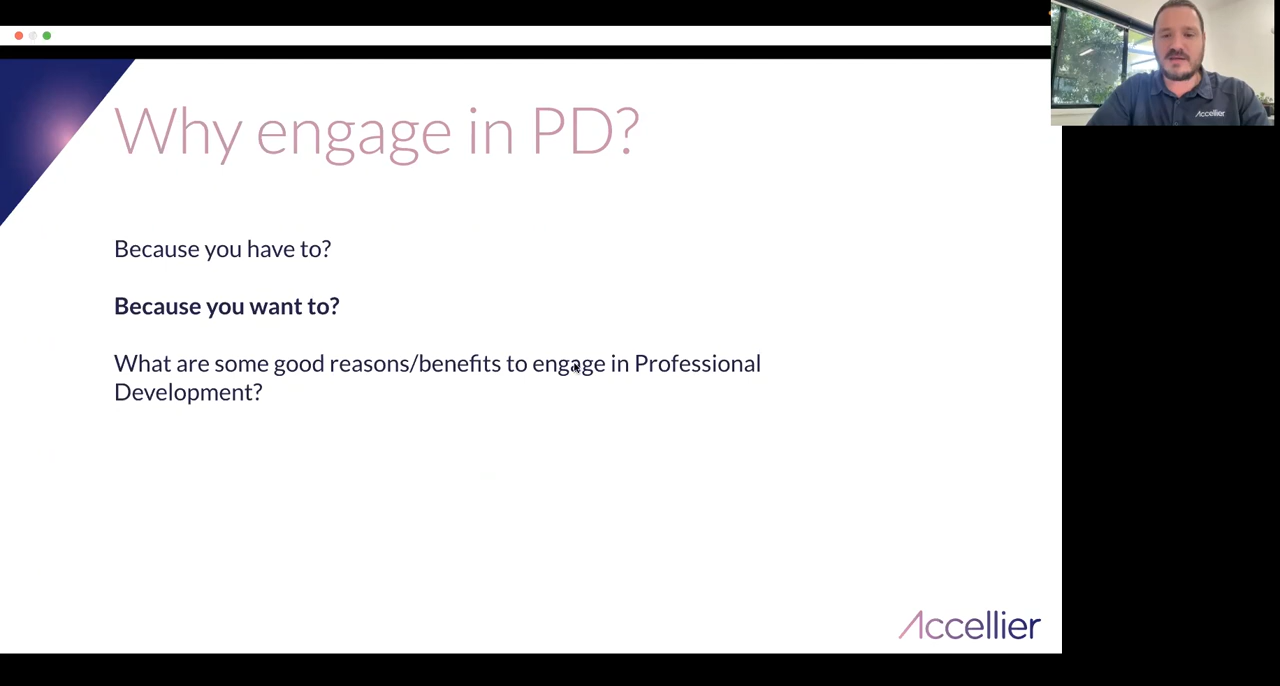 Why engage in PD?
Because you have to?
Because you want to?
What are some good reasons/benefits to engage in Professional
Development?
Accellier
Accellier